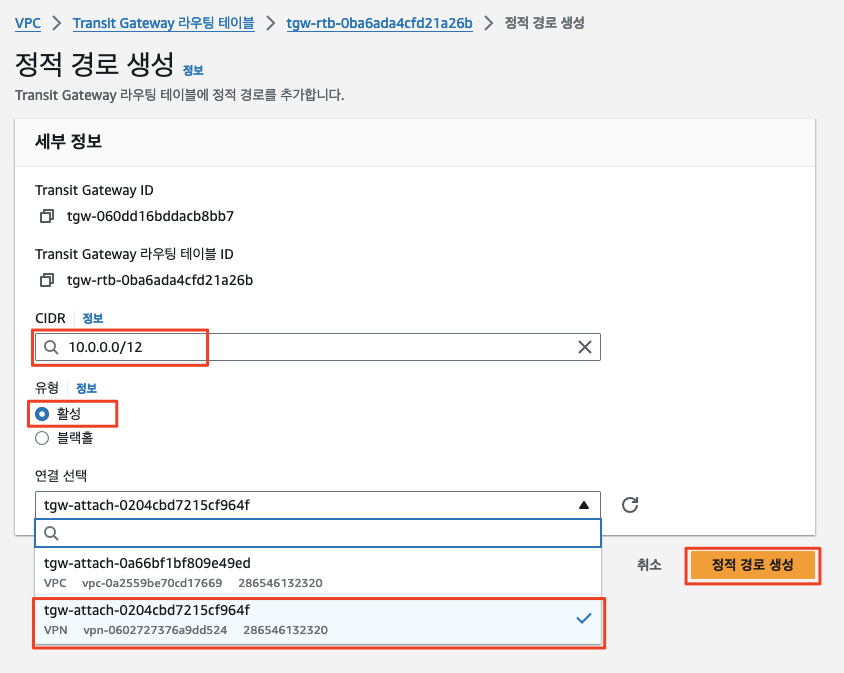 VPC > Transit Gateway 라우팅 테이블 > tgw-rtb-0ba6ada4cfd21a26b > 정적 경로 생성
정적 경로 생성 정보
Transit Gateway 라우팅 테이블에 정적 경로를 추가합니다.
세부 정보
Transit Gateway ID
tgw-060dd16bddacb8bb7
Transit Gateway 라우팅 테이블 ID
tgw-rtb-0ba6ada4cfd21a26b
CIDR 정보
10.0.0.0/12
유형 정보
활성
블랙홀
연결 선택
tgw-attach-0204cbd7215cf964f
tgw-attach-0a66bf1bf809e49ed
VPC vpc-0a2559be70cd17669 286546132320
tgw-attach-0204cbd7215cf964f
VPN vpn-0602727376a9dd524 286546132320
취소
정적 경로 생성